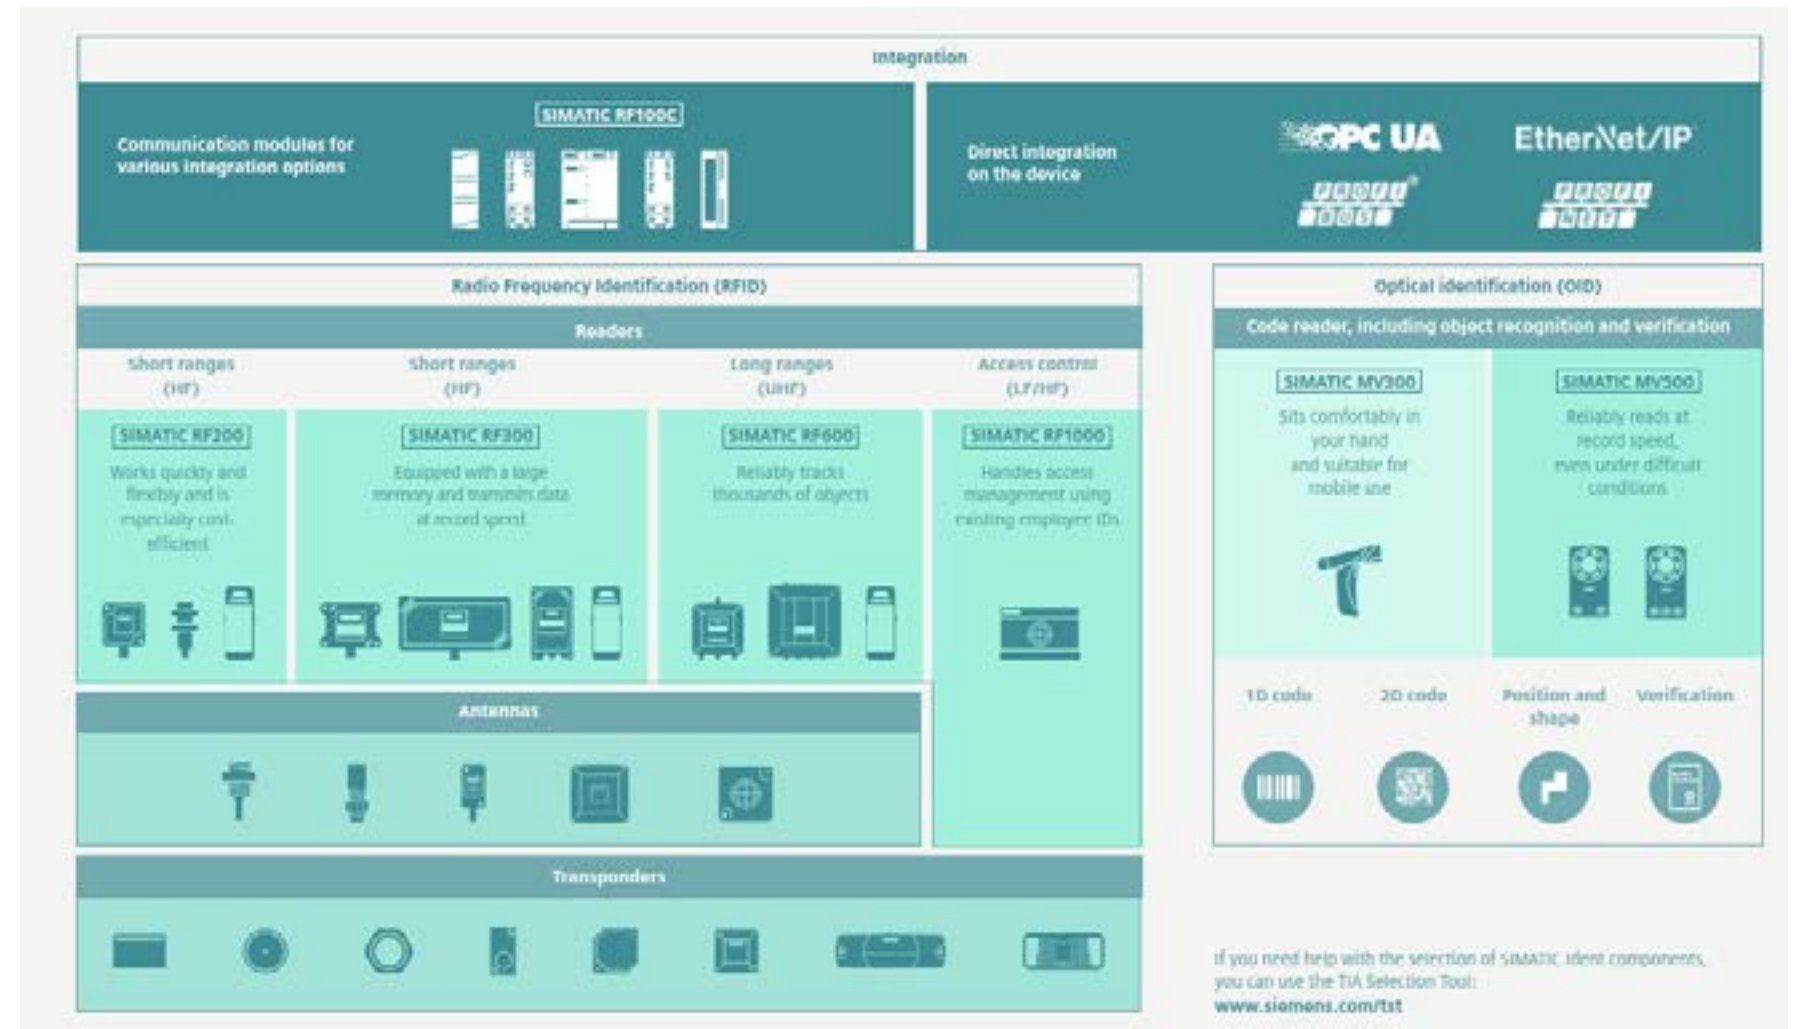 Integration
SIMATIC RF100C
Communication modules for
various integration options
Direct integration
on the device
OPC UA
EtherNet/IP
PROFI
BUS
PROFI
NET
Radio Frequency Identification (RFID)
Readers
Short ranges
(HF)
Short ranges
(HF)
Long ranges
(UHF)
Access control
(LF/HF)
SIMATIC RF200
Works quickly and
flexibly and is
especially cost-
efficient
SIMATIC RF300
Equipped with a large
memory and transmits data
at record speed
SIMATIC RF600
Reliably tracks
thousands of objects
SIMATIC RF1000
Handles access
management using
existing employee IDs
Antennas
Transponders
Optical identification (OID)
Code reader, including object recognition and verification
SIMATIC MV300
Sits comfortably in
your hand
and suitable for
mobile use
SIMATIC MV500
Reliably reads at
record speed,
even under difficult
conditions
1D code
2D code
Position and
shape
Verification
If you need help with the selection of SIMATIC Ident components,
you can use the TIA Selection Tool:
www.siemens.com/tst